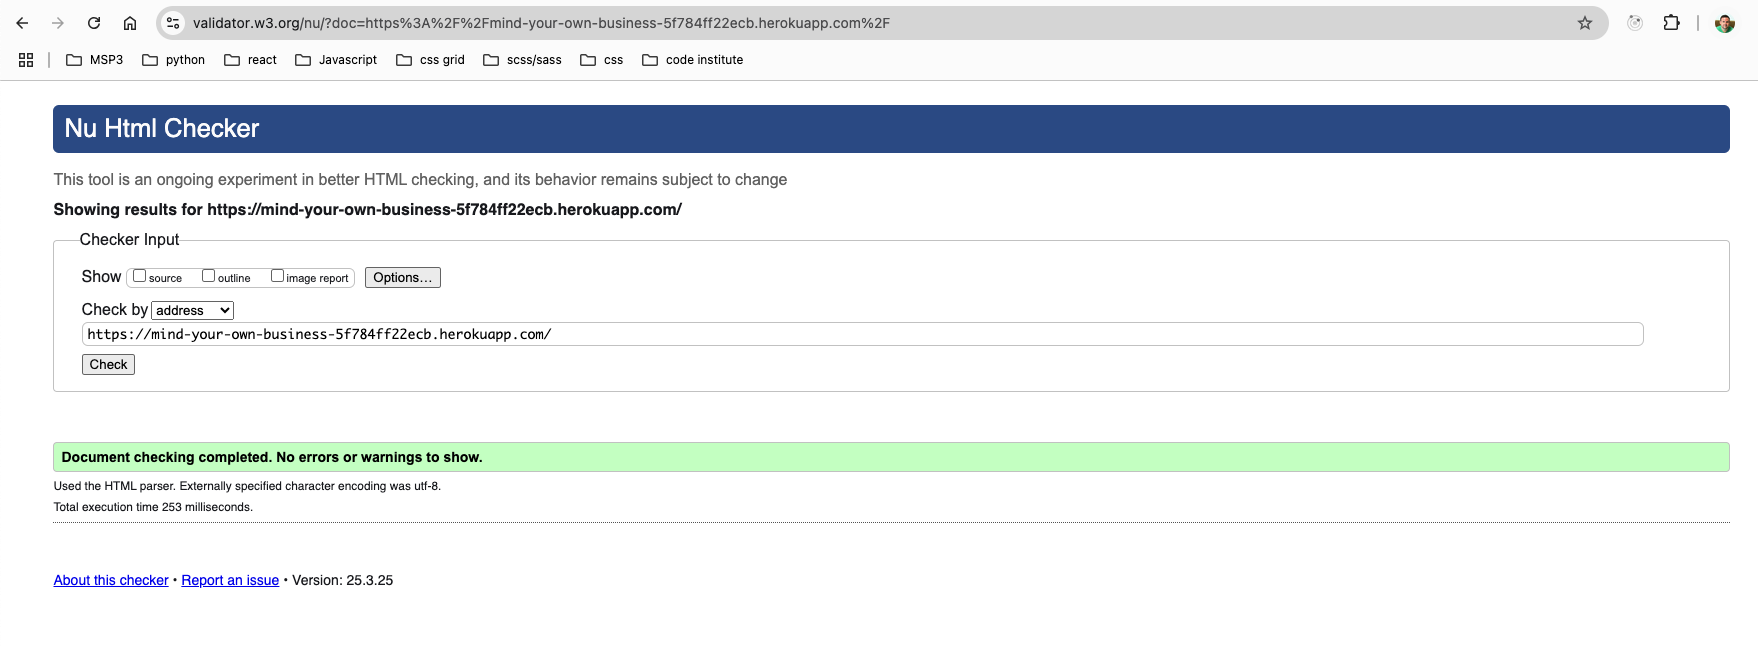 validator.w3.org/nu/?doc=https%3A%2F%2Fmind-your-own-business-5f784ff22ecb.herokuapp.com%2F
MSP3 python react Javascript css grid scss/sass css code institute
Nu Html Checker
This tool is an ongoing experiment in better HTML checking, and its behavior remains subject to change
Showing results for https://mind-your-own-business-5f784ff22ecb.herokuapp.com/
Checker Input
Show source outline image report Options...
Check by address
https://mind-your-own-business-5f784ff22ecb.herokuapp.com/
Check
Document checking completed. No errors or warnings to show.
Used the HTML parser. Externally specified character encoding was utf-8.
Total execution time 253 milliseconds.
About this checker • Report an issue • Version: 25.3.25